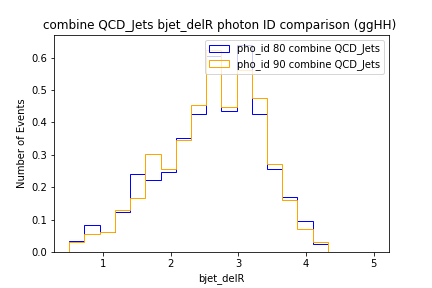 combine QCD_Jets bjet_delR photon ID comparison (ggHH)
pho_id 80 combine QCD_Jets
pho_id 90 combine QCD_Jets
Number of Events
0.6
0.5
0.4
0.3
0.2
0.1
0.0
1 2 3 4 5
bjet_delR